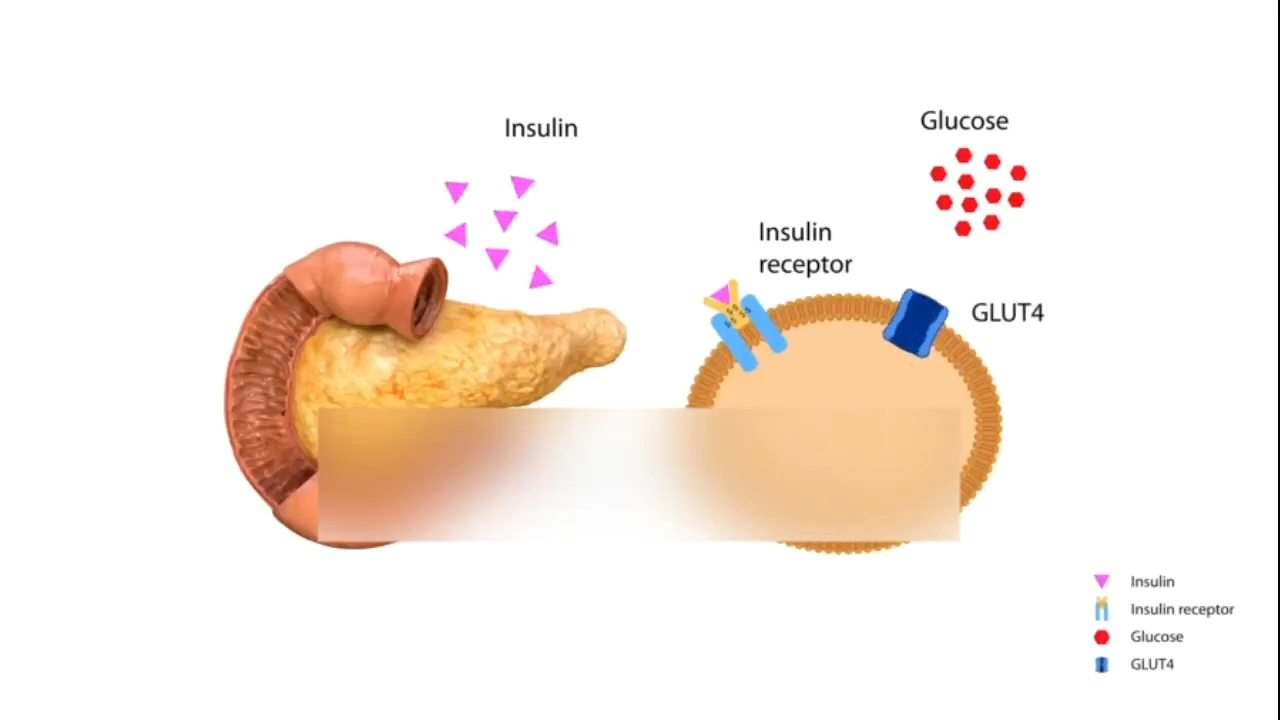 Insulin
Glucose
Insulin
receptor
GLUT4
Insulin
Insulin receptor
Glucose
GLUT4